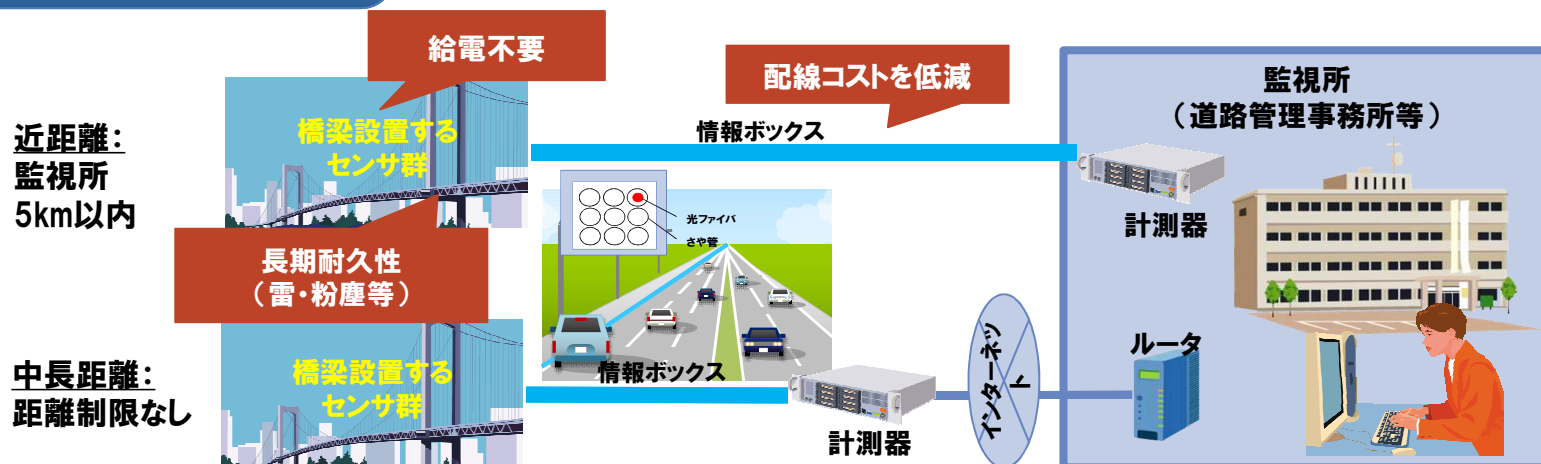 給電不要
配線コストを低減
監視所
（道路管理事務所等）
近距離：
監視所
5km以内
橋梁設置する
センサ群
情報ボックス
計測器
光ファイバ
さや管
長期耐久性
（雷・粉塵等）
中長距離：
距離制限なし
橋梁設置する
センサ群
情報ボックス
計測器
インターネッ
ト
ルータ